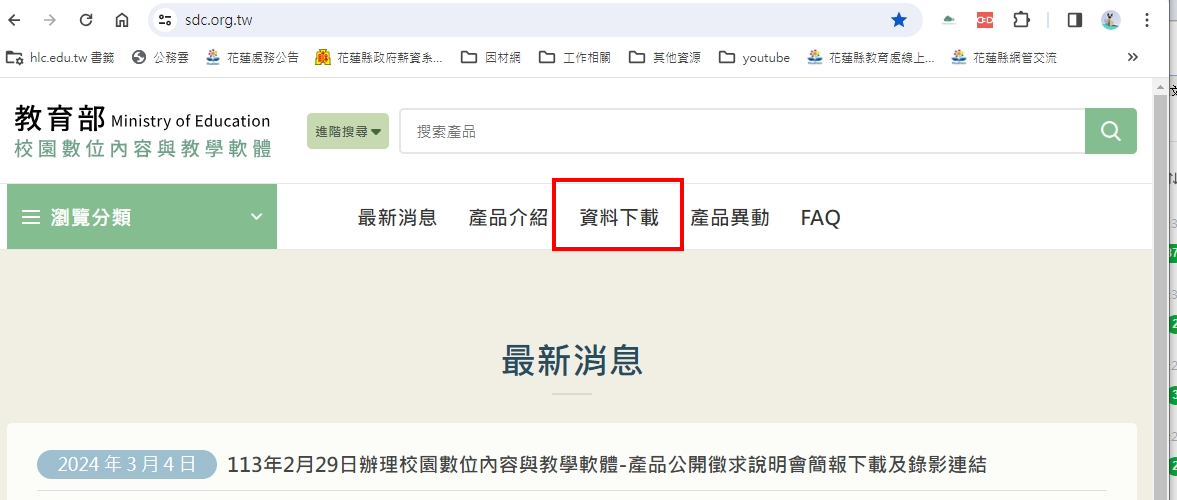 sdc.org.tw
hlc.edu.tw 書籤 公務雲 花蓮處務公告 花蓮縣政府薪資系... 因材網 工作相關 其他資源 youtube 花蓮縣教育處線上... 花蓮縣網管交流
教育部 Ministry of Education
校園數位內容與教學軟體
進階搜尋 搜索產品
瀏覽分類 最新消息 產品介紹 資料下載 產品異動 FAQ
最新消息
2024 年 3 月 4 日 113年2月29日辦理校園數位內容與教學軟體-產品公開徵求說明會簡報下載及錄影連結